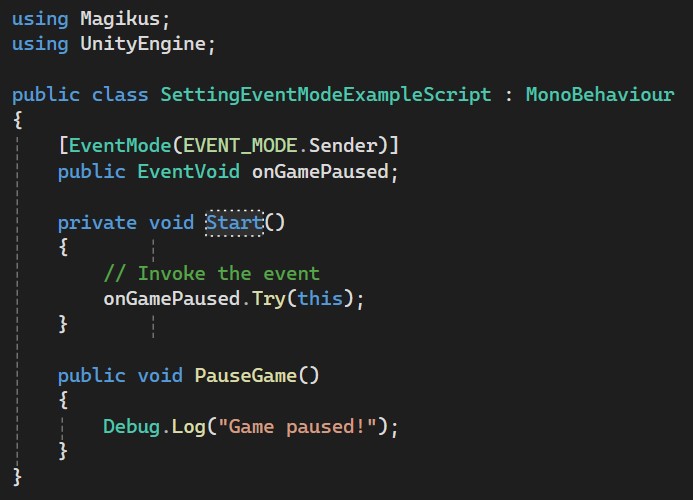 using Magikus;
using UnityEngine;
public class SettingEventModeExampleScript : MonoBehaviour
{
[EventMode(EVENT_MODE.Sender)]
public EventVoid onGamePaused;
private void Start()
{
// Invoke the event
onGamePaused.Try(this);
}
public void PauseGame()
{
Debug.Log("Game paused!");
}
}